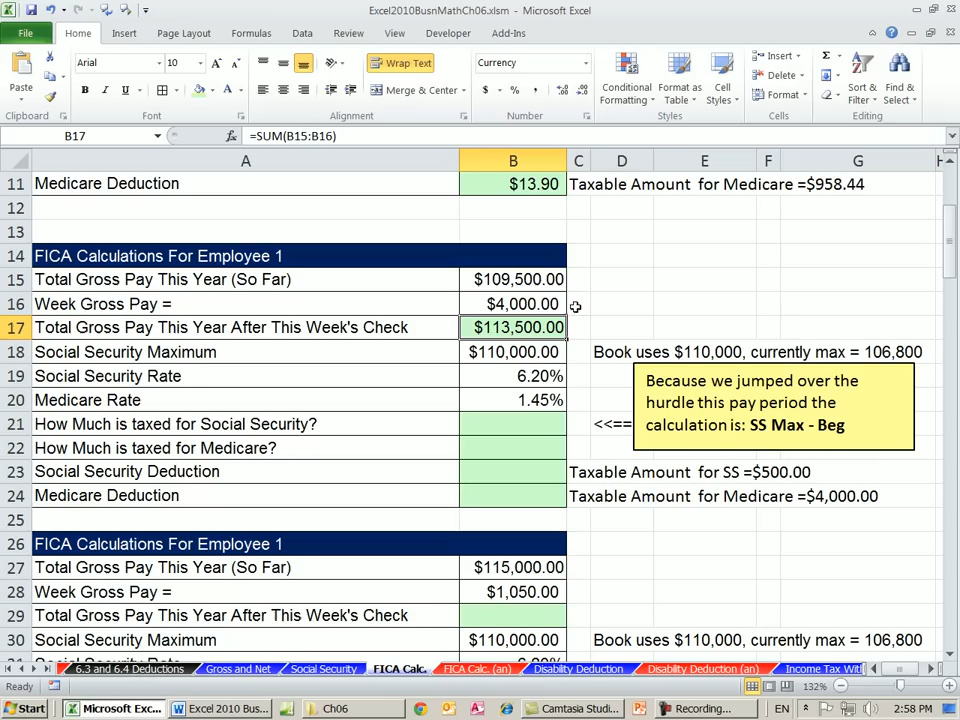 Excel2010BusnMathCh06.xlsm - Microsoft Excel
File Home Insert Page Layout Formulas Data Review View Developer Add-Ins
Paste Arial 10 Wrap Text Currency Conditional Formatting Format as Table Cell Styles Insert Delete Format Sort & Filter Find & Select
B I U A Merge & Center $ % ,
Clipboard Font Alignment Number Styles Cells Editing
B17 fx =SUM(B15:B16)
A B C D E F G H
11 Medicare Deduction $13.90 Taxable Amount for Medicare =$958.44
12
13
14 FICA Calculations For Employee 1
15 Total Gross Pay This Year (So Far) $109,500.00
16 Week Gross Pay = $4,000.00
17 Total Gross Pay This Year After This Week's Check $113,500.00
18 Social Security Maximum $110,000.00 Book uses $110,000, currently max = 106,800
19 Social Security Rate 6.20%
20 Medicare Rate 1.45%
21 How Much is taxed for Social Security? <<==
22 How Much is taxed for Medicare?
23 Social Security Deduction Taxable Amount for SS =$500.00
24 Medicare Deduction Taxable Amount for Medicare =$4,000.00
Because we jumped over the
hurdle this pay period the
calculation is: SS Max - Beg
25
26 FICA Calculations For Employee 1
27 Total Gross Pay This Year (So Far) $115,000.00
28 Week Gross Pay = $1,050.00
29 Total Gross Pay This Year After This Week's Check
30 Social Security Maximum $110,000.00 Book uses $110,000, currently max = 106,800
6.3 and 6.4 Deductions Gross and Net Social Security FICA Calc. FICA Calc. (an) Disability Deduction Disability Deduction (an) Income Tax Wit
Ready 132%
Start Microsoft Exc... Excel 2010 Bus... Ch06 Camtasia Studi... Recording... EN 2:58 PM